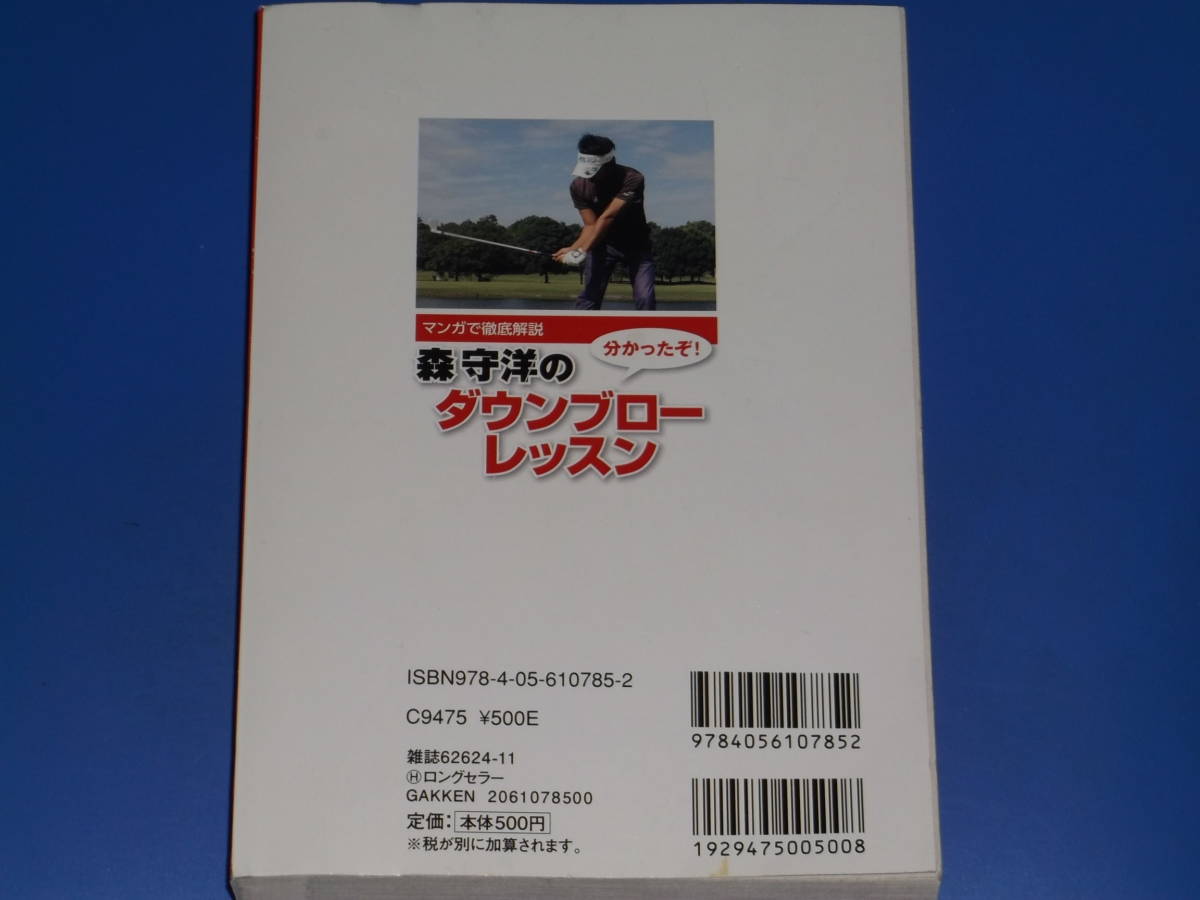 マンガで徹底解説
分かったぞ!
森 守洋の
ダウンブロー
レッスン
ISBN978-4-05-610785-2
C9475 ¥500E
9784056107852
雑誌62624-11
Ⓗロングセラー
GAKKEN 2061078500
定価:本体500円
※税が別に加算されます。
1929475005008